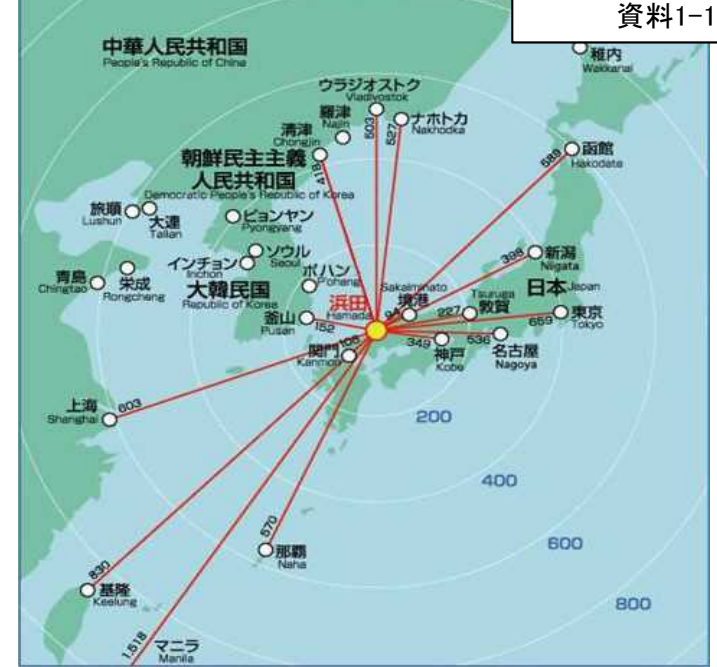 資料1-1
中華人民共和国
People's Republic of China
稚内
Wakkanai
ウラジオストク
Vladiyostok
503
ナホトカ
Nakhodka
527
羅津
Najin
清津
Chongjin
418
函館
Hakodate
589
朝鮮民主主義
人民共和国
Democratic People's Republic of Korea
旅順
Lushun
大連
Tailan
ピョンヤン
Pyongyang
ソウル
Seoul
インチョン
Inchon
大韓民国
Republic of Korea
青島
Chingtao
栄成
Rongcheng
ポハン
Pohang
新潟
Niigata
398
日本 Japan
浜田
Hamada
Sakaiminato
境港
94
Tsuruga
敦賀
227
東京
Tokyo
659
釜山
Pusan
152
関門
Kanmon
106
神戸
Kobe
349
名古屋
Nagoya
536
上海
Shanghai
603
200
400
600
800
那覇
Naha
570
基隆
Keelung
830
マニラ
Manila
1,518